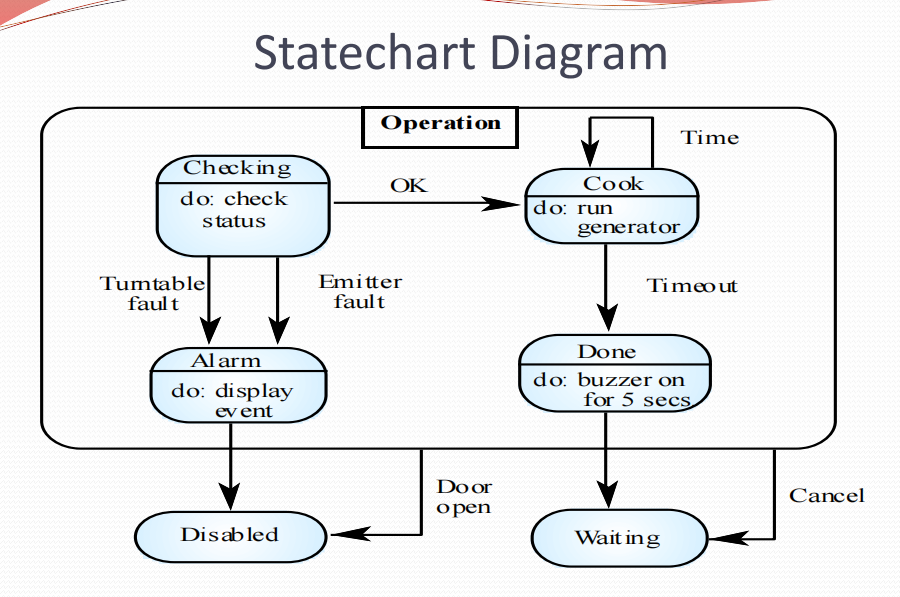 Statechart Diagram
Operation
Time
Checking
do: check
status
OK
Cook
do: run
generator
Turntable
fault
Emitter
fault
Timeout
Alarm
do: display
event
Done
do: buzzer on
for 5 secs.
Door
open
Cancel
Disabled
Waiting